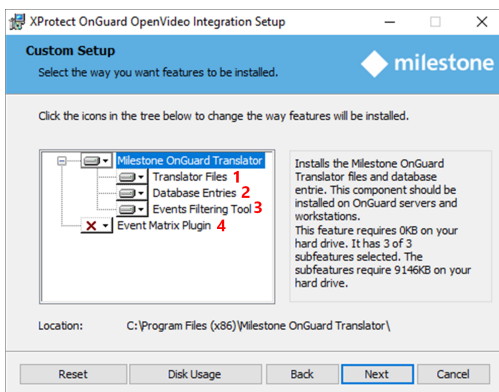 XProtect OnGuard OpenVideo Integration Setup
Custom Setup
Select the way you want features to be installed.
milestone
Click the icons in the tree below to change the way features will be installed.
Milestone OnGuard Translator
Translator Files 1
Database Entries 2
Events Filtering Tool 3
Event Matrix Plugin 4
Installs the Milestone OnGuard
Translator files and database
entrie. This component should be
installed on OnGuard servers and
workstations.
This feature requires 0KB on your
hard drive. It has 3 of 3
subfeatures selected. The
subfeatures require 9146KB on your
hard drive.
Location: C:\Program Files (x86)\Milestone OnGuard Translator\
Reset Disk Usage Back Next Cancel